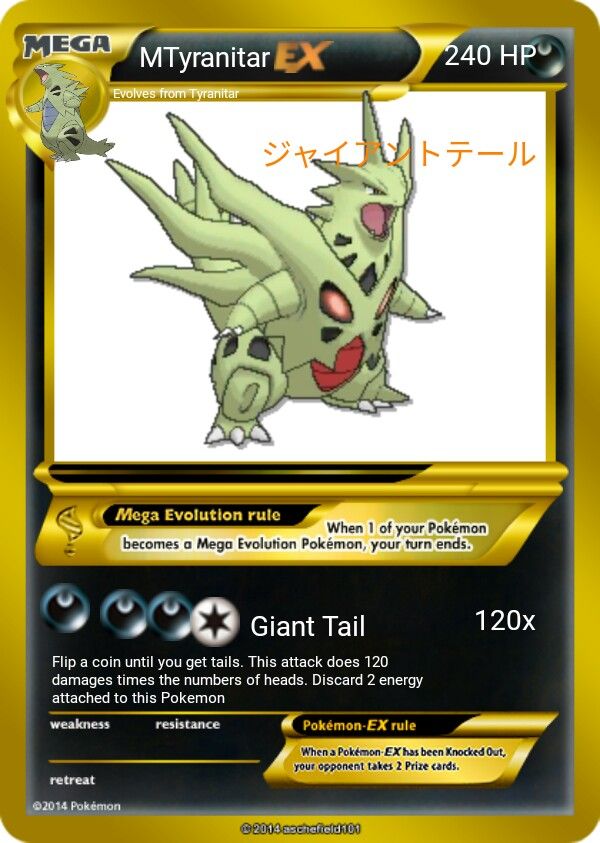 MEGA
MTyranitar EX
240 HP
Evolves from Tyranitar
ジャイアントテール
Mega Evolution rule
When 1 of your Pokémon
becomes a Mega Evolution Pokémon, your turn ends.
Giant Tail
120x
Flip a coin until you get tails. This attack does 120
damages times the numbers of heads. Discard 2 energy
attached to this Pokemon
weakness
resistance
Pokémon-EX rule
When a Pokémon-EX has been Knocked Out,
your opponent takes 2 Prize cards.
retreat
©2014 Pokémon
© 2014 aschefield101